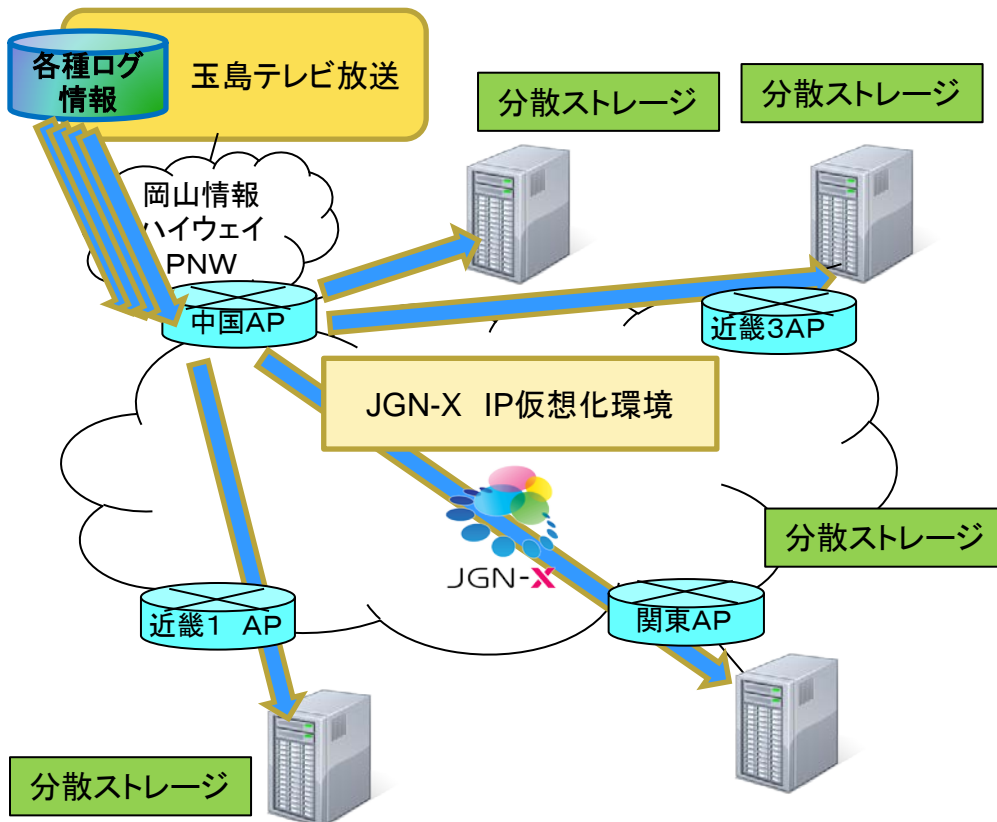 各種ログ
情報
玉島テレビ放送
分散ストレージ
分散ストレージ
岡山情報
ハイウェイ
PNW
中国AP
近畿3AP
JGN-X　IP仮想化環境
JGN-X
分散ストレージ
近畿1　AP
関東AP
分散ストレージ